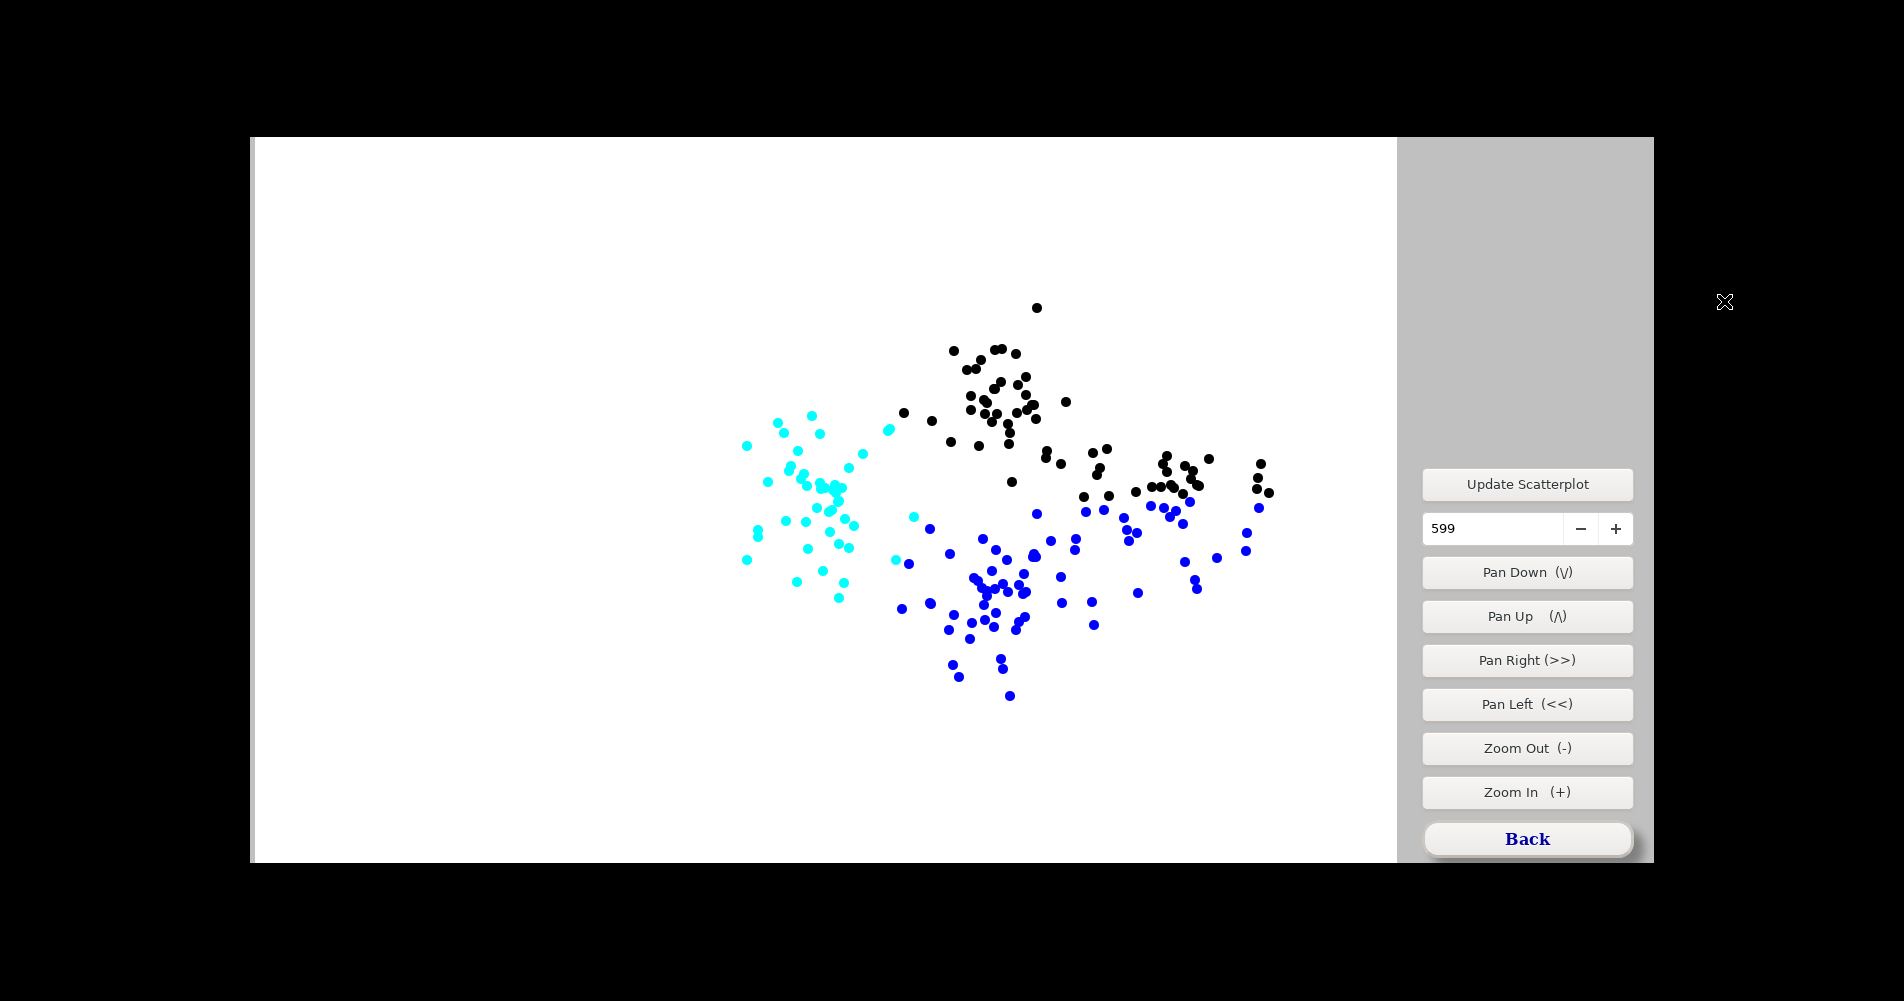 Update Scatterplot
599
Pan Down (\/)
Pan Up (/\)
Pan Right (>>)
Pan Left (<<)
Zoom Out (-)
Zoom In (+)
Back